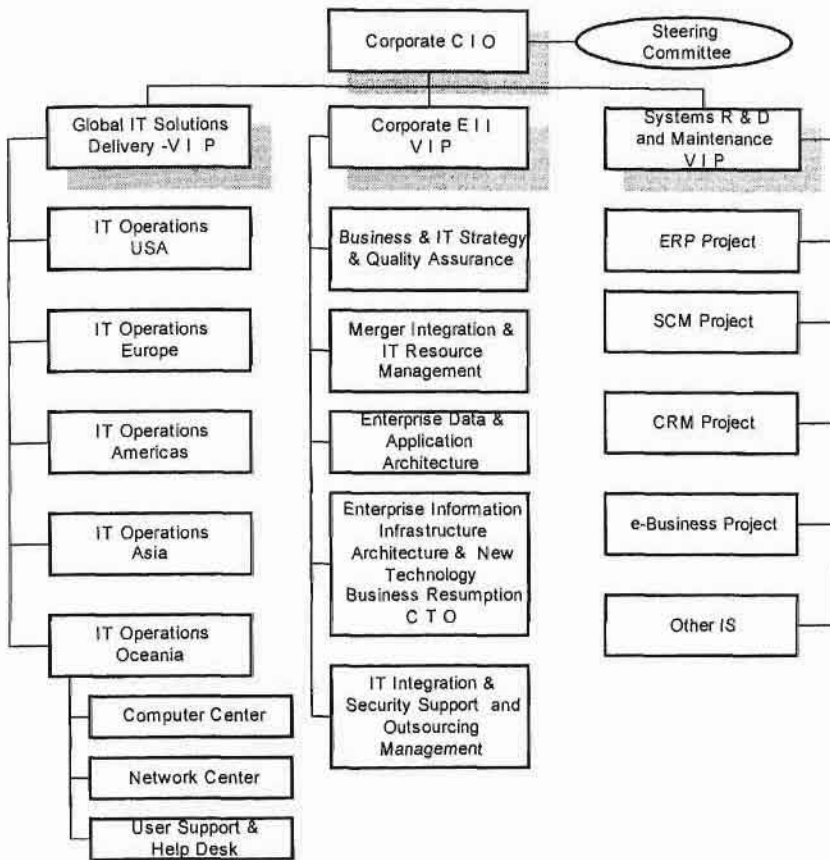 Corporate C I O
Steering
Committee
Global IT Solutions
Delivery -V I P
Corporate E I I
V I P
Systems R & D
and Maintenance
V I P
IT Operations
USA
IT Operations
Europe
IT Operations
Americas
IT Operations
Asia
IT Operations
Oceania
Computer Center
Network Center
User Support &
Help Desk
Business & IT Strategy
& Quality Assurance
Merger Integration &
IT Resource
Management
Enterprise Data &
Application
Architecture
Enterprise Information
Infrastructure
Architecture & New
Technology
Business Resumption
C T O
IT Integration &
Security Support and
Outsourcing
Management
ERP Project
SCM Project
CRM Project
e-Business Project
Other IS